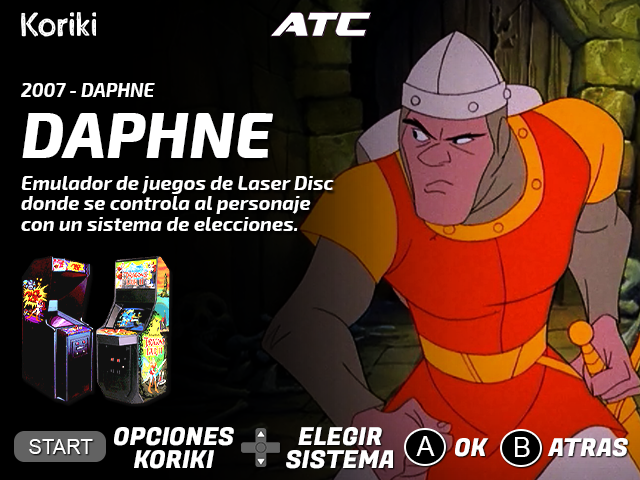 Koriki
ATC
2007 - DAPHNE
DAPHNE
Emulador de juegos de Laser Disc
donde se controla al personaje
con un sistema de elecciones.
START
OPCIONES
KORIKI
ELEGIR
SISTEMA
A OK
B ATRAS